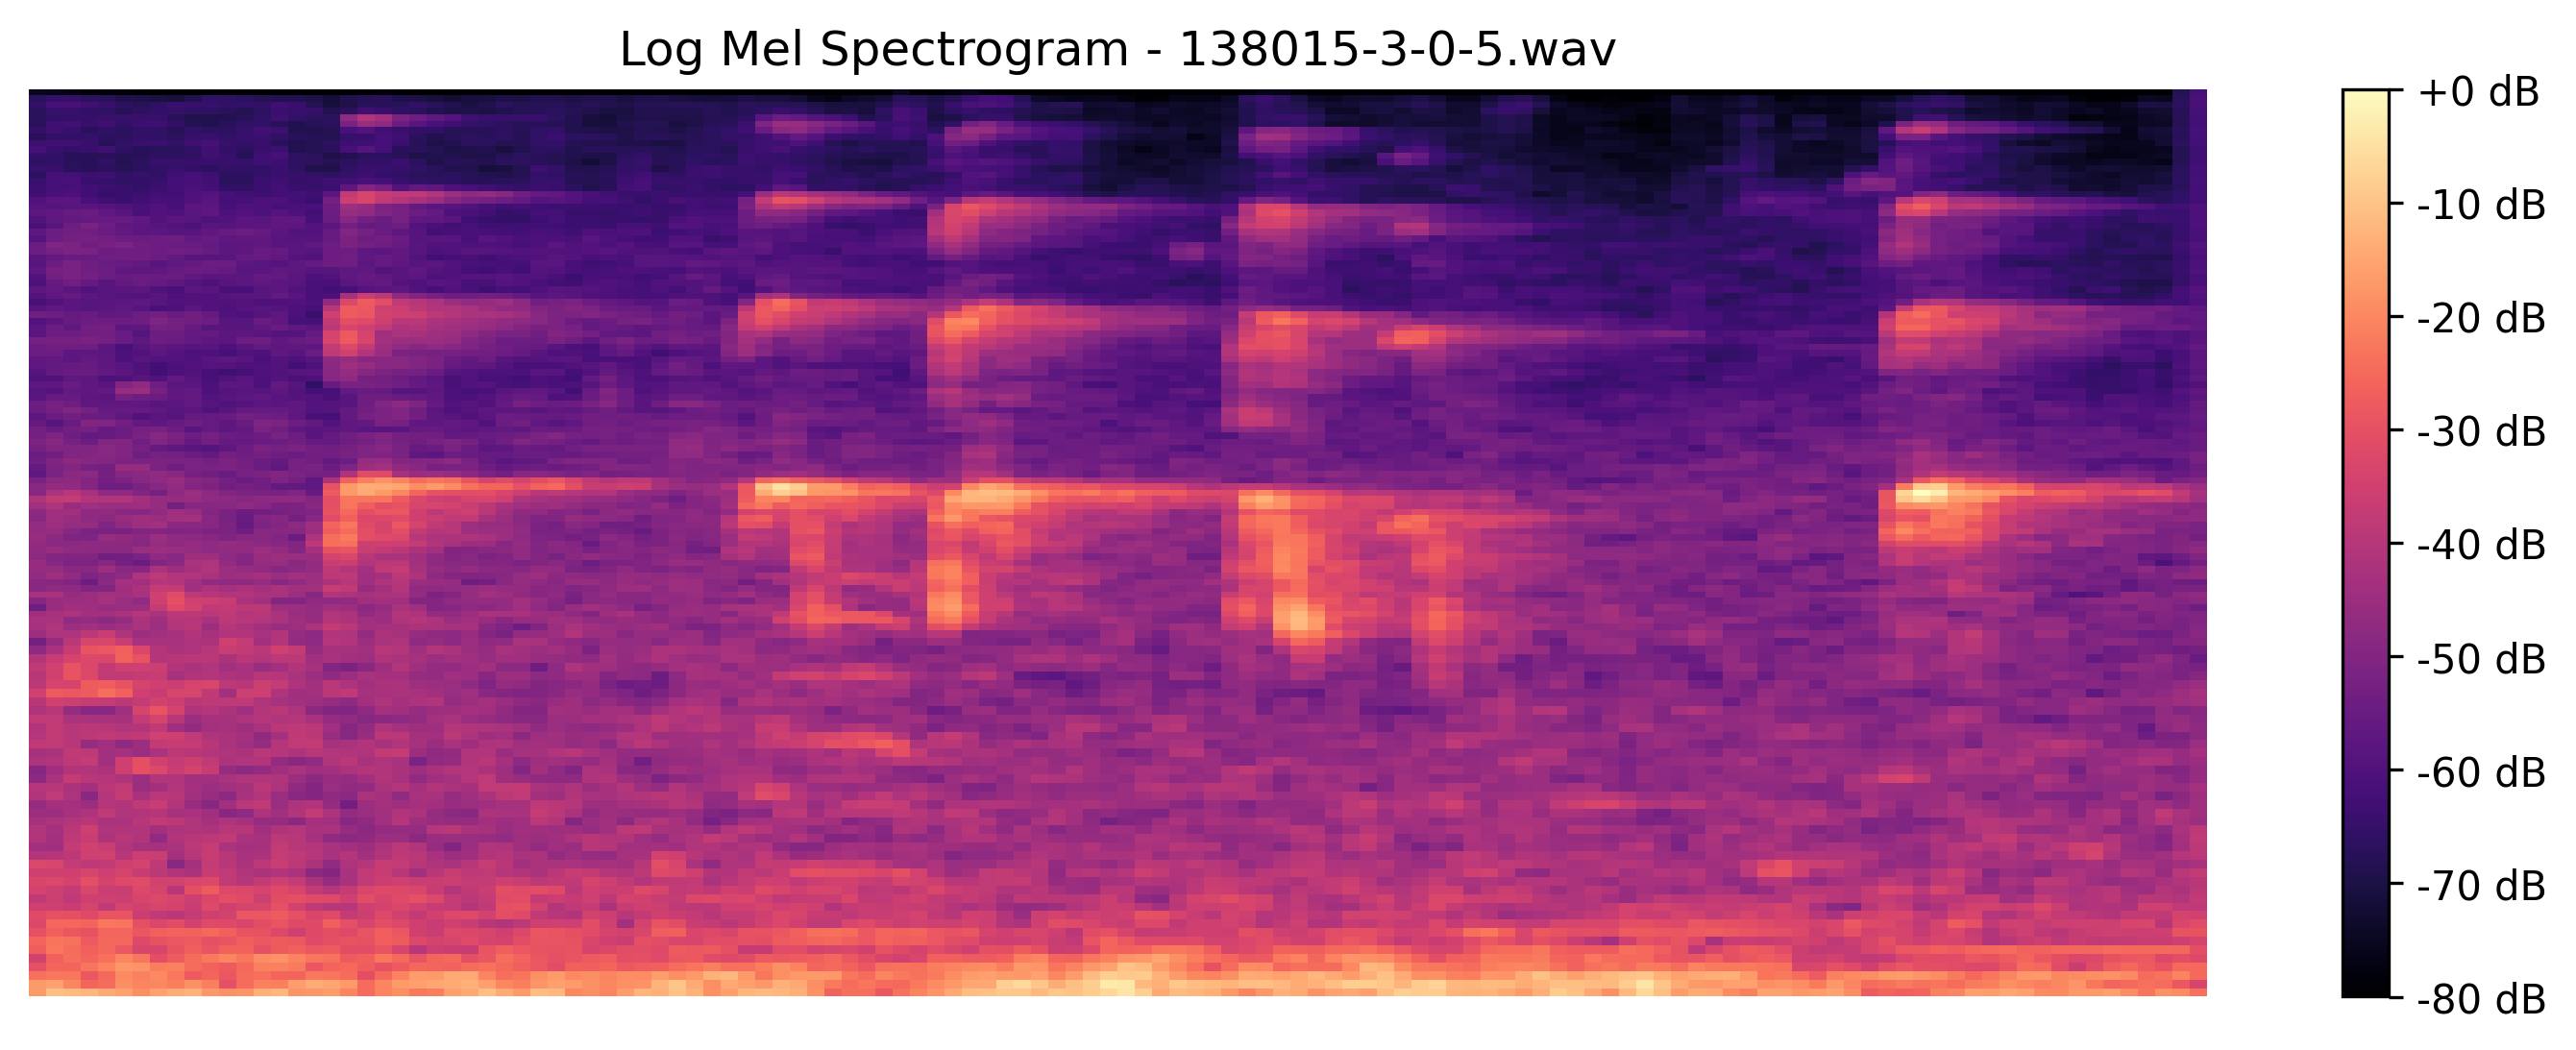 Log Mel Spectrogram - 138015-3-0-5.wav
+0 dB
-10 dB
-20 dB
-30 dB
-40 dB
-50 dB
-60 dB
-70 dB
-80 dB